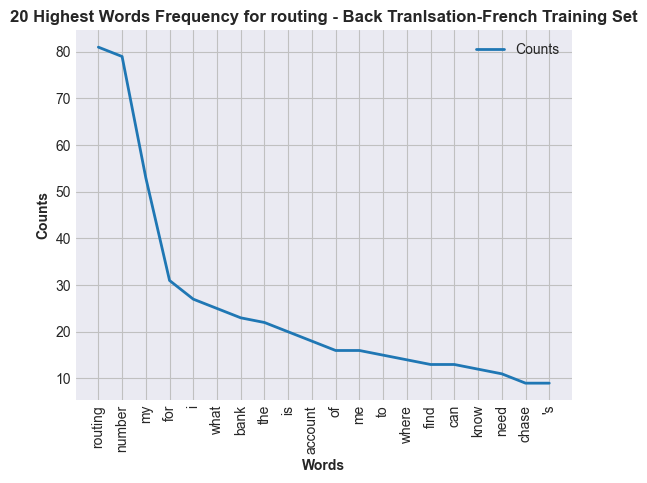 20 Highest Words Frequency for routing - Back Tranlsation-French Training Set
Counts
80
70
60
50
40
30
20
10
Counts
routing
number
my
for
i
what
bank
the
is
account
of
me
to
where
find
can
know
need
chase
's
Words